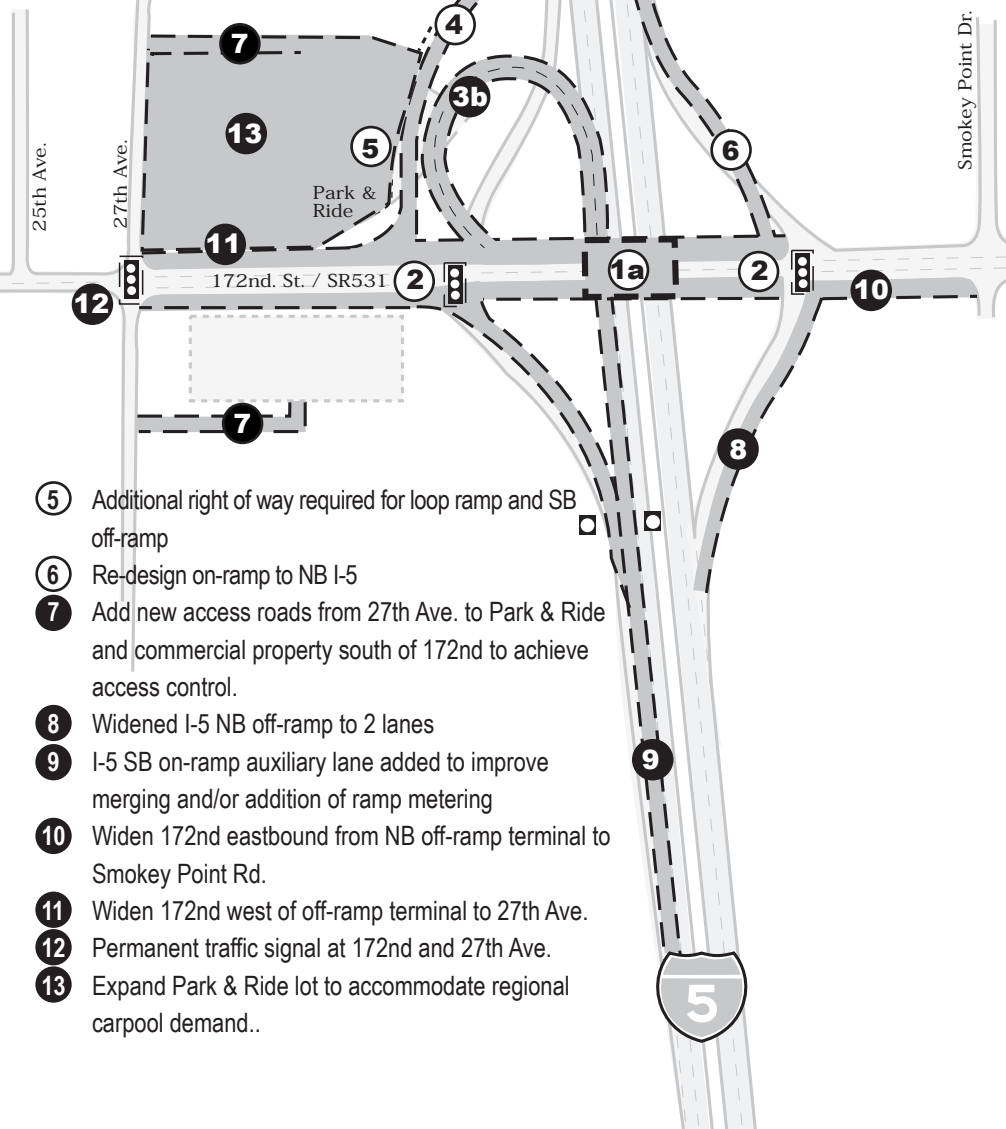 4
7
3b
13
5
6
Park &
Ride
25th Ave.
27th Ave.
Smokey Point Dr.
11
172nd. St. / SR531
2
1a
2
12
10
7
8
5 Additional right of way required for loop ramp and SB
off-ramp
6 Re-design on-ramp to NB I-5
7 Add new access roads from 27th Ave. to Park & Ride
and commercial property south of 172nd to achieve
access control.
8 Widened I-5 NB off-ramp to 2 lanes
9 I-5 SB on-ramp auxiliary lane added to improve
merging and/or addition of ramp metering
10 Widen 172nd eastbound from NB off-ramp terminal to
Smokey Point Rd.
11 Widen 172nd west of off-ramp terminal to 27th Ave.
12 Permanent traffic signal at 172nd and 27th Ave.
13 Expand Park & Ride lot to accommodate regional
carpool demand..
9
5